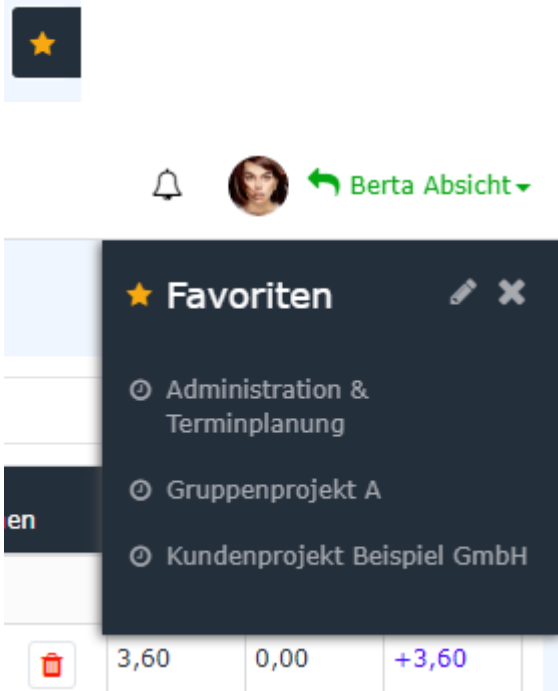 Berta Absicht
Favoriten
Administration &
Terminplanung
Gruppenprojekt A
en
Kundenprojekt Beispiel GmbH
3,60 0,00 +3,60